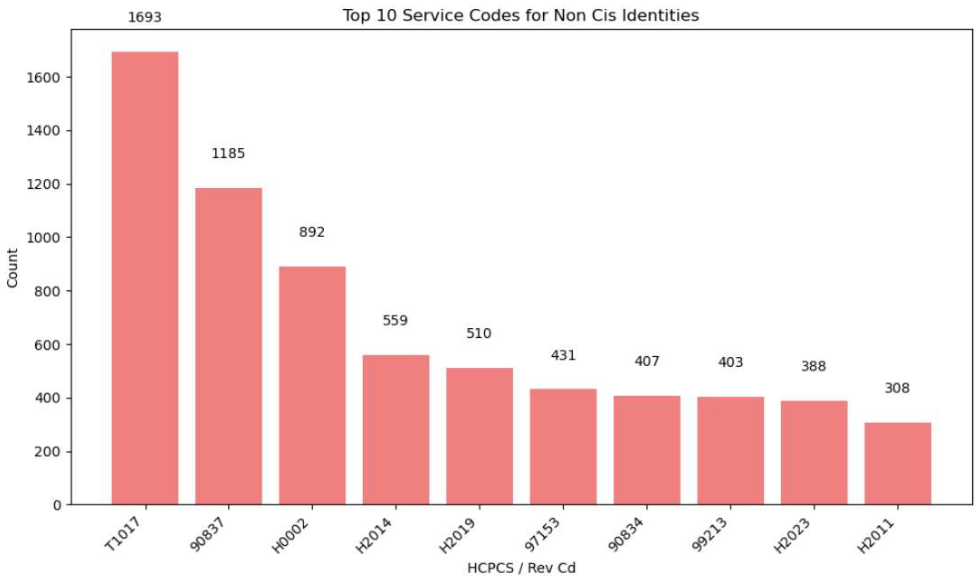 Top 10 Service Codes for Non Cis Identities
1693
1185
892
559
510
431
407
403
388
308
1600
1400
1200
1000
800
600
400
200
0
Count
T1017
90837
H0002
H2014
H2019
97153
90834
99213
H2023
H2011
HCPCS / Rev Cd